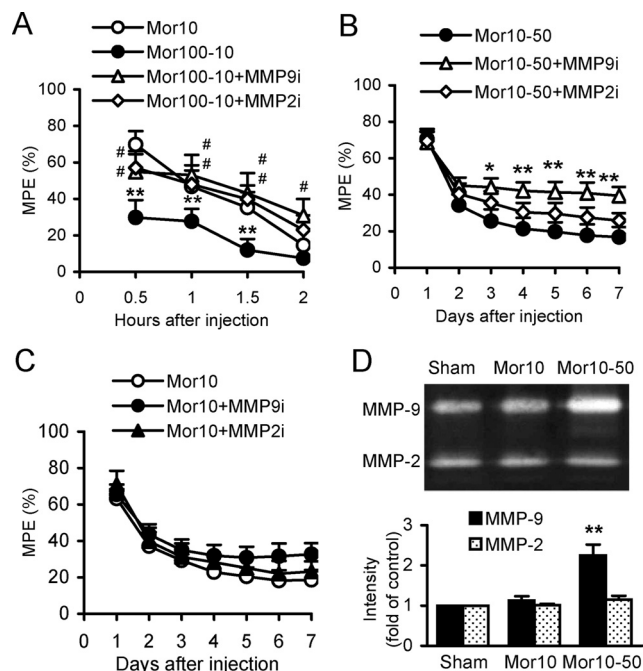 A
Mor10
Mor100-10
Mor100-10+MMP9i
Mor100-10+MMP2i
MPE (%)
100
80
60
40
20
0
#
#
#
#
#
#
#
**
**
**
0
0.5
1
1.5
2
Hours after injection
B
Mor10-50
Mor10-50+MMP9i
Mor10-50+MMP2i
MPE (%)
100
80
60
40
20
0
* ** ** ** **
0 1 2 3 4 5 6 7
Days after injection
C
Mor10
Mor10+MMP9i
Mor10+MMP2i
MPE (%)
100
80
60
40
20
0
0 1 2 3 4 5 6 7
Days after injection
D
Sham Mor10 Mor10-50
MMP-9
MMP-2
MMP-9
MMP-2
**
Intensity
(fold of control)
3
2
1
0
Sham Mor10 Mor10-50